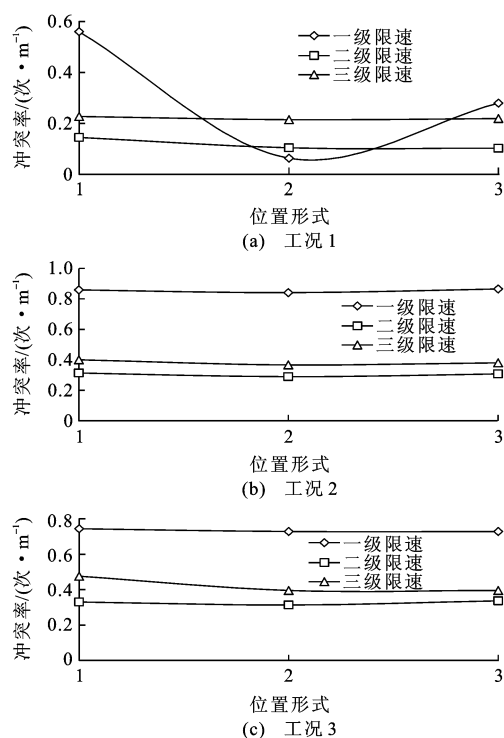 0.6
0.4
0.2
0
冲突率/(次·m⁻¹)
一级限速
二级限速
三级限速
1
2
3
位置形式
(a) 工况 1
1.0
0.8
0.6
0.4
0.2
0
冲突率/(次·m⁻¹)
一级限速
二级限速
三级限速
1
2
3
位置形式
(b) 工况 2
0.8
0.6
0.4
0.2
0
冲突率/(次·m⁻¹)
一级限速
二级限速
三级限速
1
2
3
位置形式
(c) 工况 3